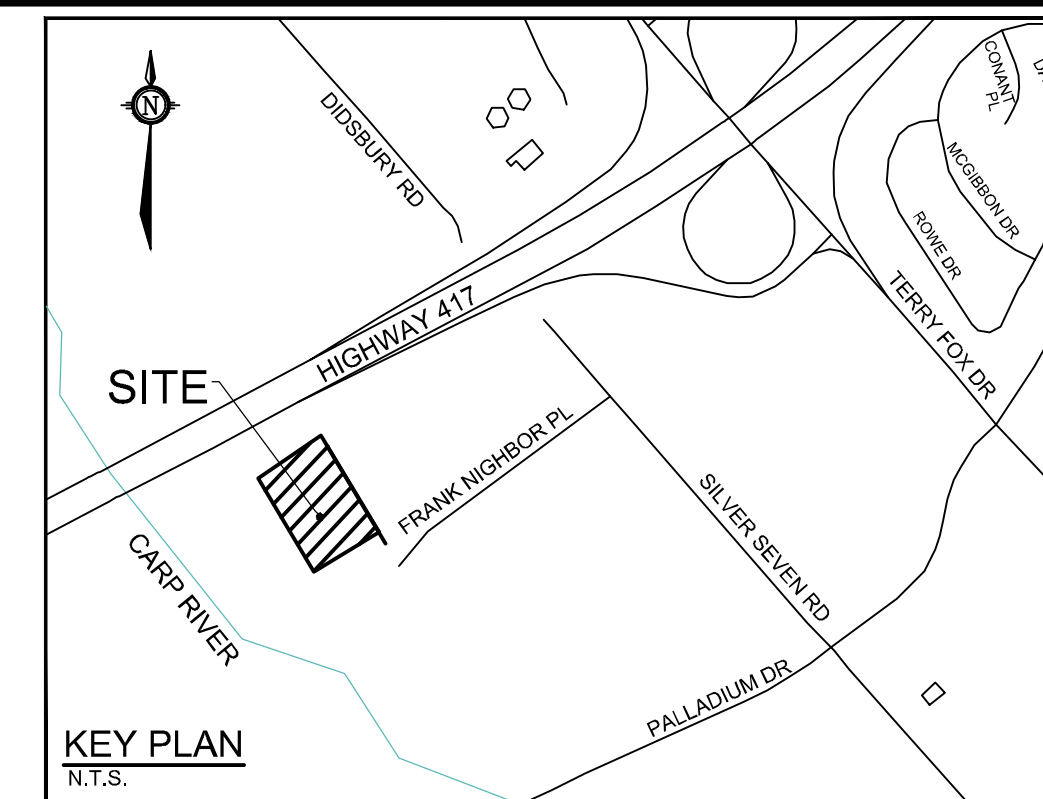 N
DIDSBURY RD
CONANT
PL
MCGIBBON DR
ROWE DR
TERRY FOX DR
HIGHWAY 417
SITE
FRANK NIGHBOR PL
SILVER SEVEN RD
CARP RIVER
PALLADIUM DR
KEY PLAN
N.T.S.